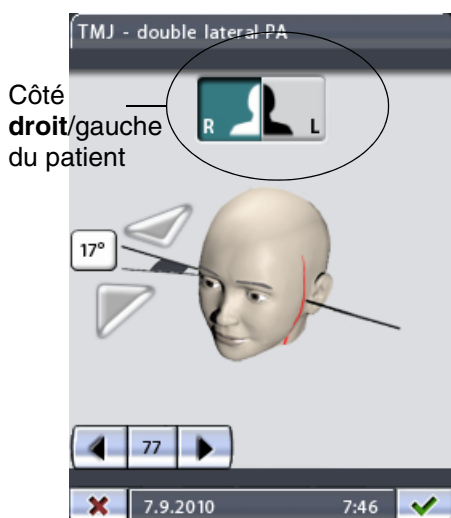 TMJ - double lateral PA
Côté
droit/gauche
du patient
R L
17°
77
7.9.2010 7:46